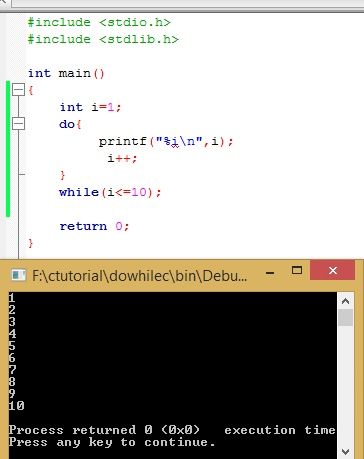 #include <stdio.h>
#include <stdlib.h>
int main()
{
int i=1;
do{
printf("%i\n",i);
i++;
}
while(i<=10);
return 0;
}
F:\ctutorial\dowhilec\bin\Debu...
1
2
3
4
5
6
7
8
9
10
Process returned 0 (0x0)   execution time
Press any key to continue.